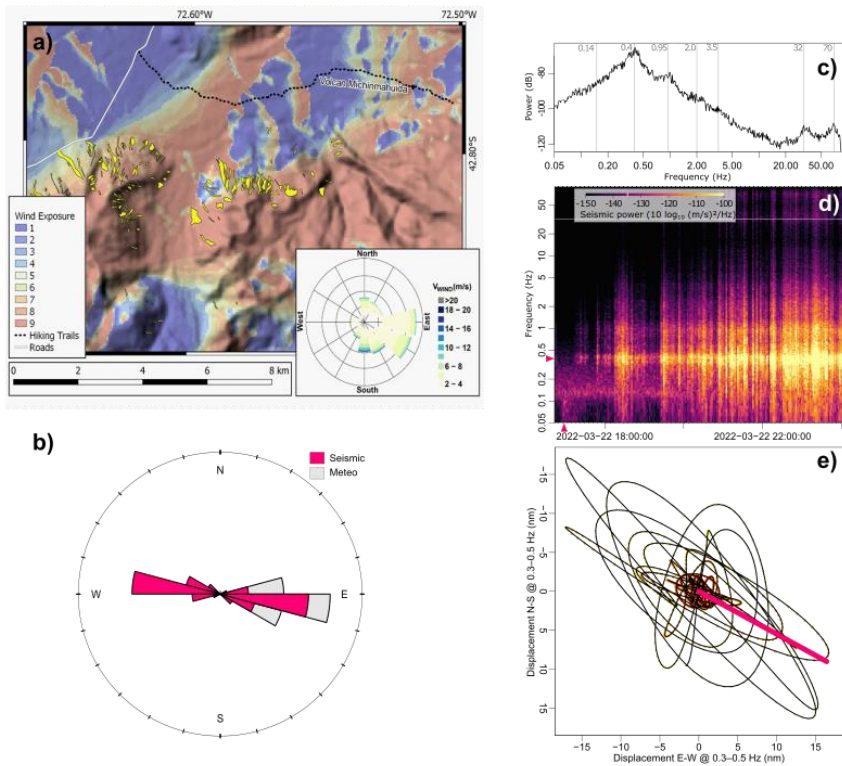 72.60°W
72.50°W
a)
Volcan Michinmahuida
42.80°S
Wind Exposure
1
2
3
4
5
6
7
8
9
Hiking Trails
Roads
0 2 4 6 8 km
North
West
East
South
VWIND(m/s)
>20
18 – 20
14 – 16
10 – 12
6 – 8
2 – 4
b)
Seismic
Meteo
N
W
E
S
c)
0.14 0.4 0.95 2.0 3.5 32 70
Power (dB)
-80
-100
-120
0.05 0.20 0.50 2.00 5.00 20.00 50.00
Frequency (Hz)
d)
-150 -140 -130 -120 -110 -100
Seismic power (10 log10 (m/s)²/Hz)
Frequency (Hz)
50
20
10
5
2
1
0.5
0.2
0.1
0.05
2022–03–22 18:00:00
2022–03–22 22:00:00
e)
Displacement N-S @ 0.3–0.5 Hz (nm)
-15
-10
-5
0
5
10
15
-15 -10 -5 0 5 10 15
Displacement E-W @ 0.3–0.5 Hz (nm)